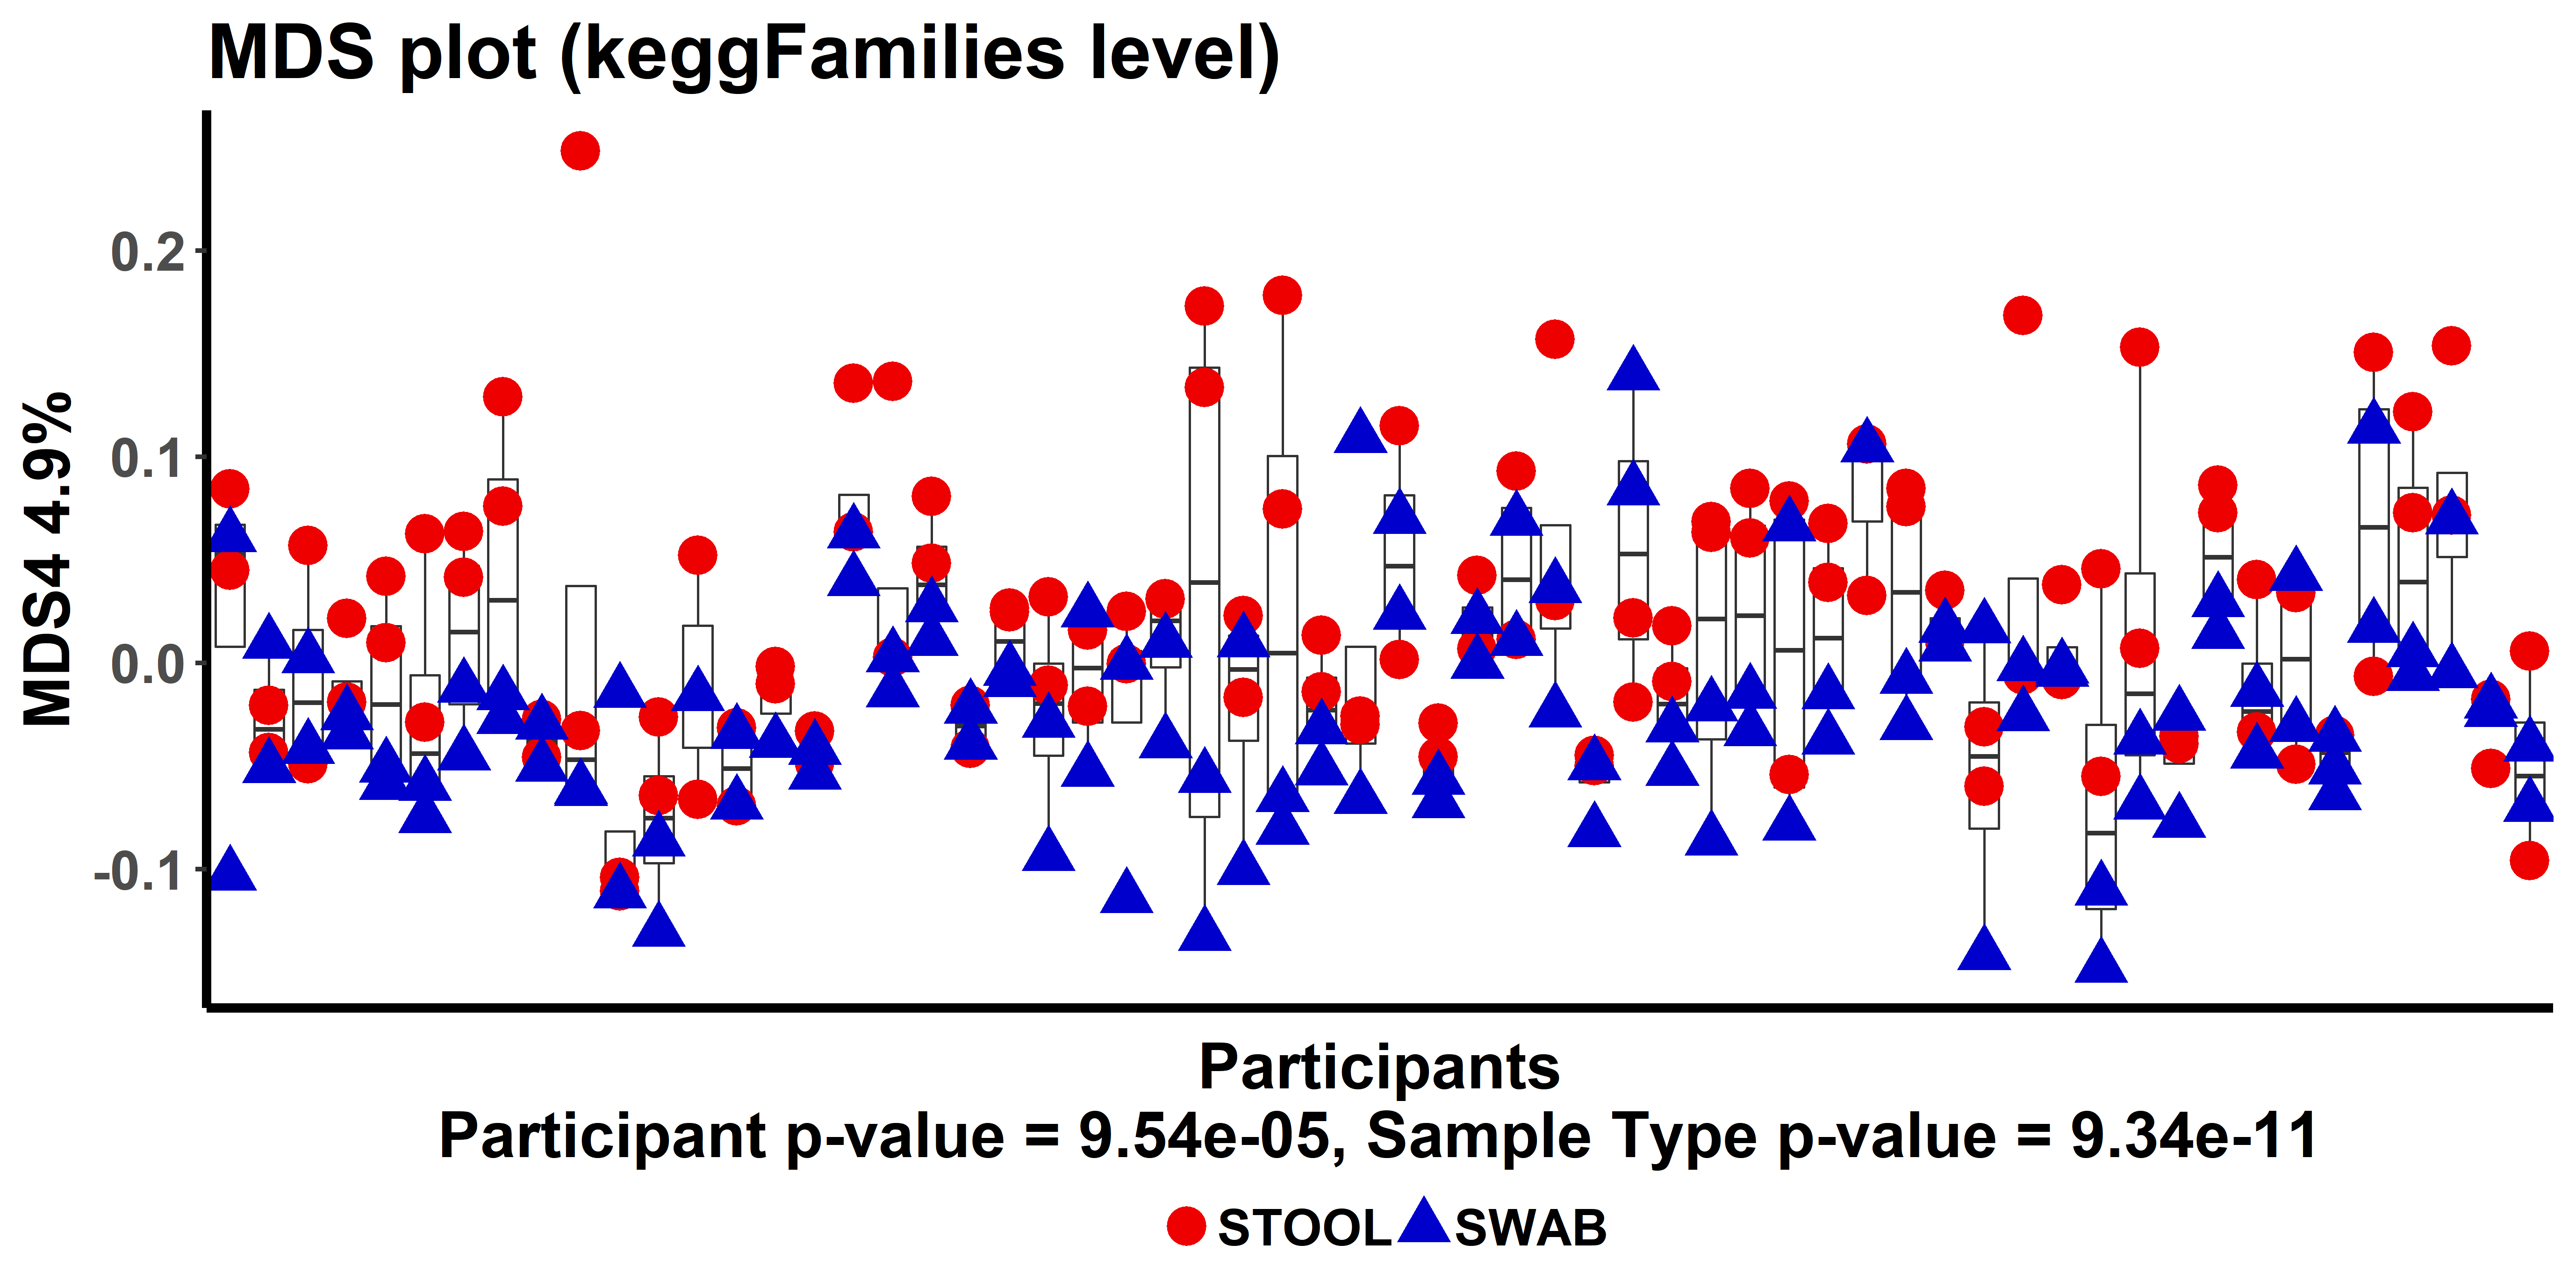 MDS plot (keggFamilies level)
MDS4 4.9%
0.2
0.1
0.0
-0.1
Participants
Participant p-value = 9.54e-05, Sample Type p-value = 9.34e-11
STOOL SWAB